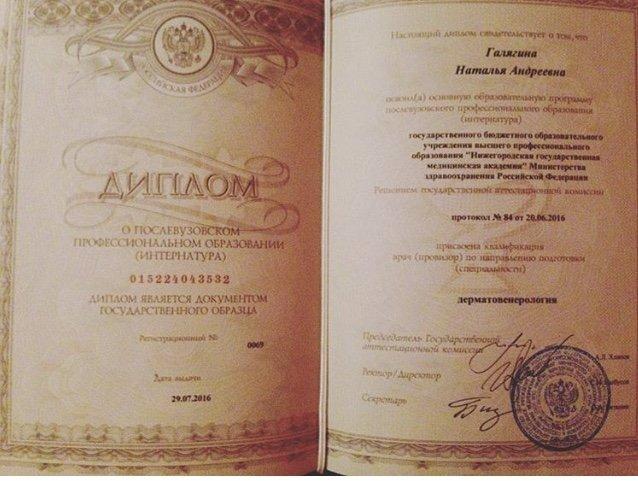 РОССИЙСКАЯ ФЕДЕРАЦИЯ
ДИПЛОМ
О ПОСЛЕВУЗОВСКОМ
ПРОФЕССИОНАЛЬНОМ ОБРАЗОВАНИИ
(ИНТЕРНАТУРА)
015224043532
ДИПЛОМ ЯВЛЯЕТСЯ ДОКУМЕНТОМ
ГОСУДАРСТВЕННОГО ОБРАЗЦА
Регистрационный №
0069
Дата выдачи
29.07.2016
Настоящий диплом свидетельствует о том, что
Галягина
Наталья Андреевна
освоил(а) основную образовательную программу
послевузовского профессионального образования
(интернатура)
государственного бюджетного образовательного
учреждения высшего профессионального
образования "Нижегородская государственная
медицинская академия" Министерства
здравоохранения Российской Федерации
Решением государственной аттестационной комиссии
протокол № 84 от 20.06.2016
присвоена квалификация
врач (провизор) по направлению подготовки
(специальности)
дерматовенерология
Председатель Государственной
аттестационной комиссии
Ректор/Директор
Секретарь